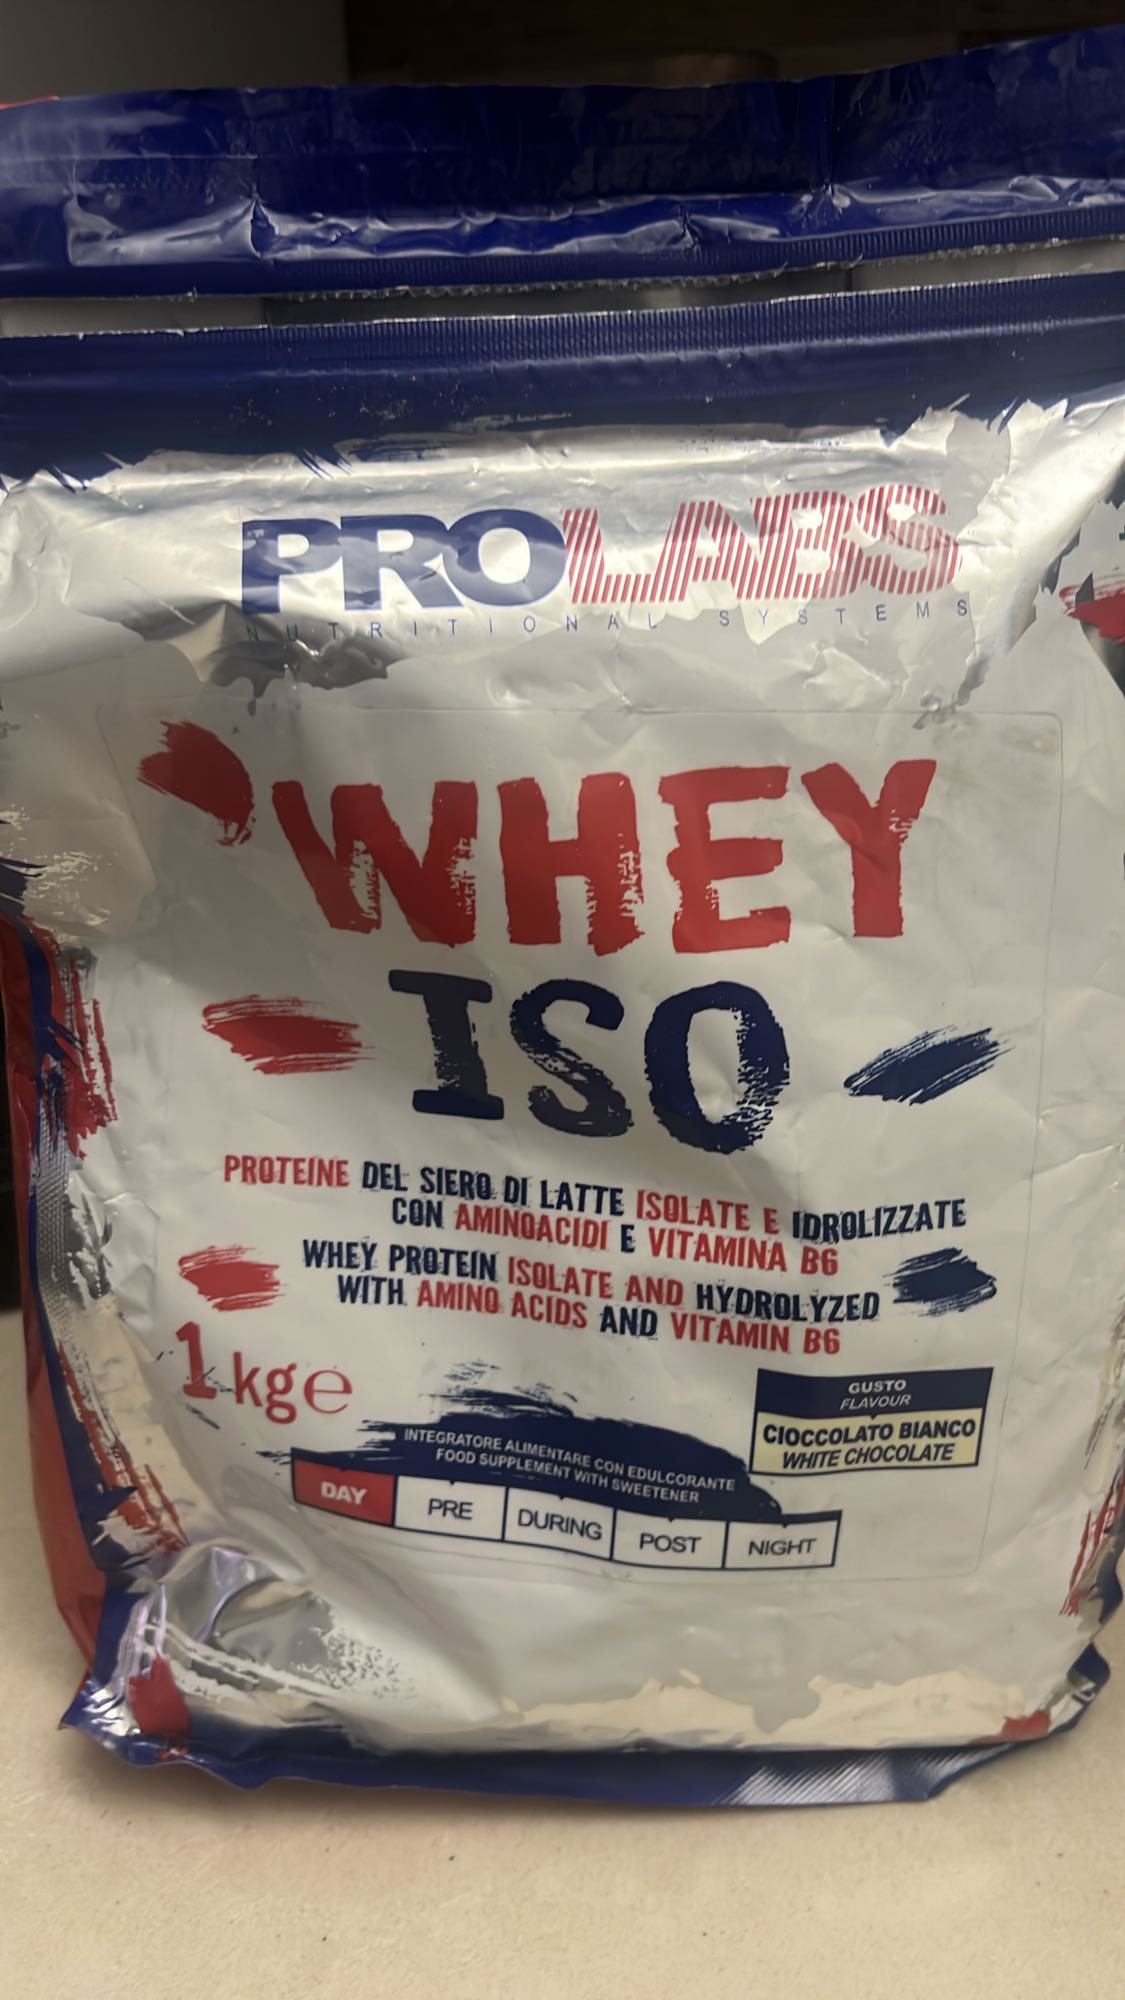 PROLABS
NUTRITIONAL SYSTEMS
WHEY
ISO
PROTEINE DEL SIERO DI LATTE ISOLATE E IDROLIZZATE
CON AMINOACIDI E VITAMINA B6
WHEY PROTEIN ISOLATE AND HYDROLYZED
WITH AMINO ACIDS AND VITAMIN B6
1kge
GUSTO
FLAVOUR
CIOCCOLATO BIANCO
WHITE CHOCOLATE
INTEGRATORE ALIMENTARE CON EDULCORANTE
FOOD SUPPLEMENT WITH SWEETENER
DAY PRE DURING POST NIGHT